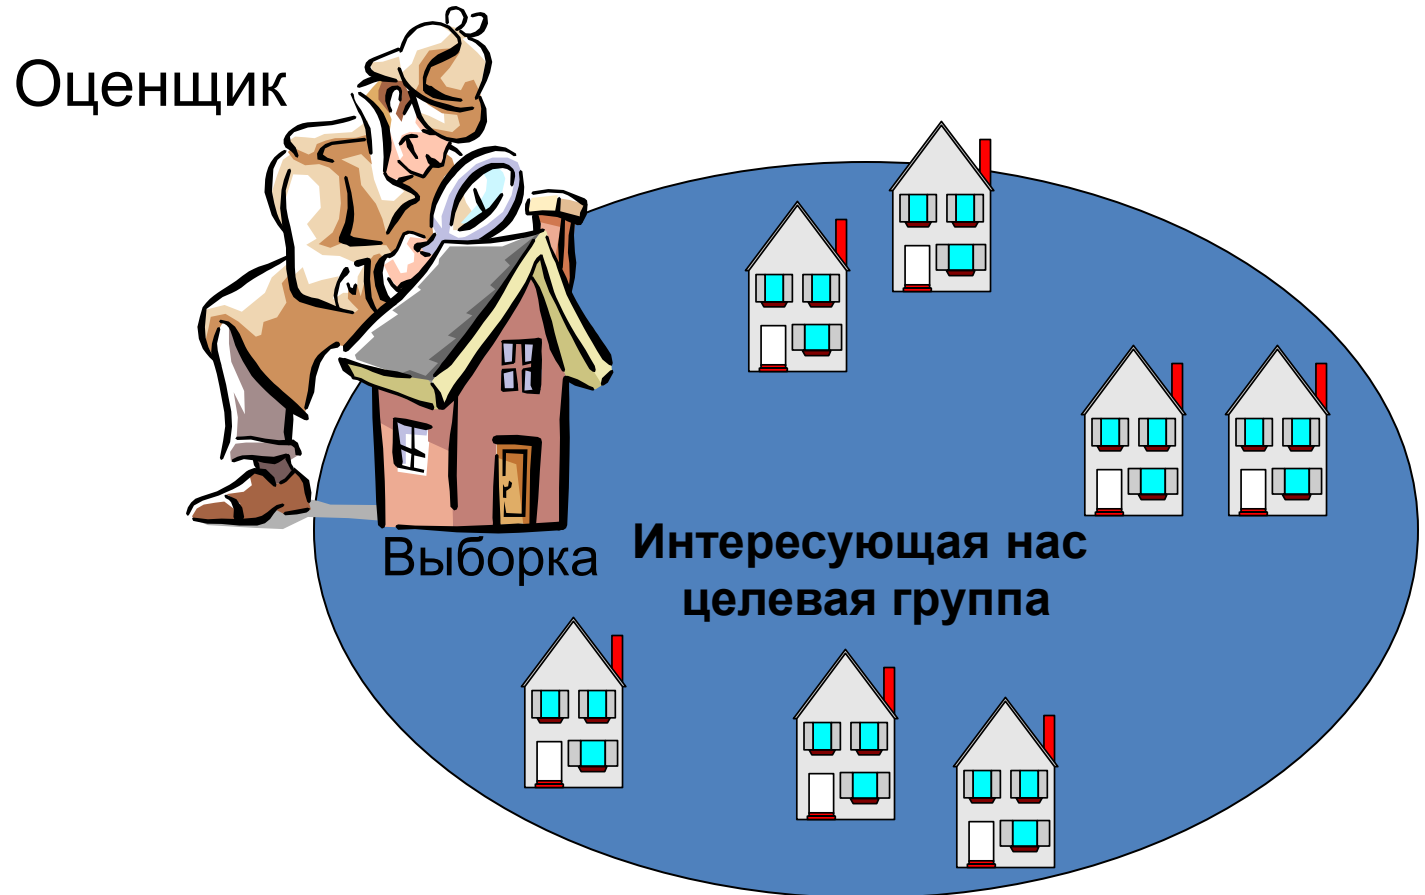 Оценщик
Выборка
Интересующая нас
целевая группа